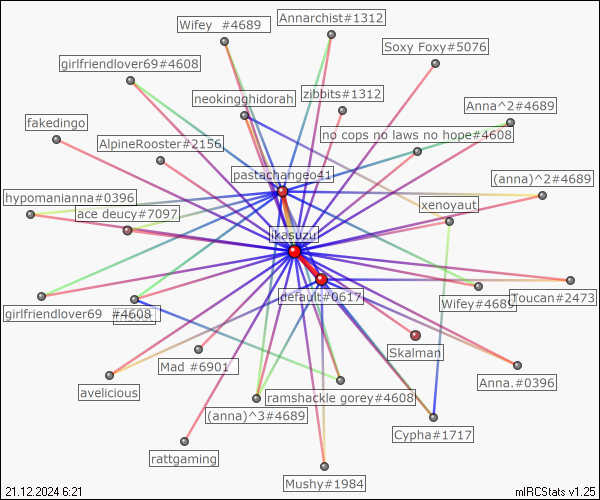 Wifey #4689
Annarchist#1312
Soxy Foxy#5076
girlfriendlover69#4608
neokingghidorah
zibbits#1312
Anna^2#4689
fakedingo
AlpineRooster#2156
no cops no laws no hope#4608
pastachangeo41
(anna)^2#4689
hypomanianna#0396
ace deucy#7097
xenoyaut
ikasuzu
default#0617
Wifey#4689
Toucan#2473
girlfriendlover69 #4608
Skalman
Mad #6901
Anna.#0396
avelicious
ramshackle gorey#4608
(anna)^3#4689
Cypha#1717
rattgaming
Mushy#1984
21.12.2024 6:21
mIRCStats v1.25